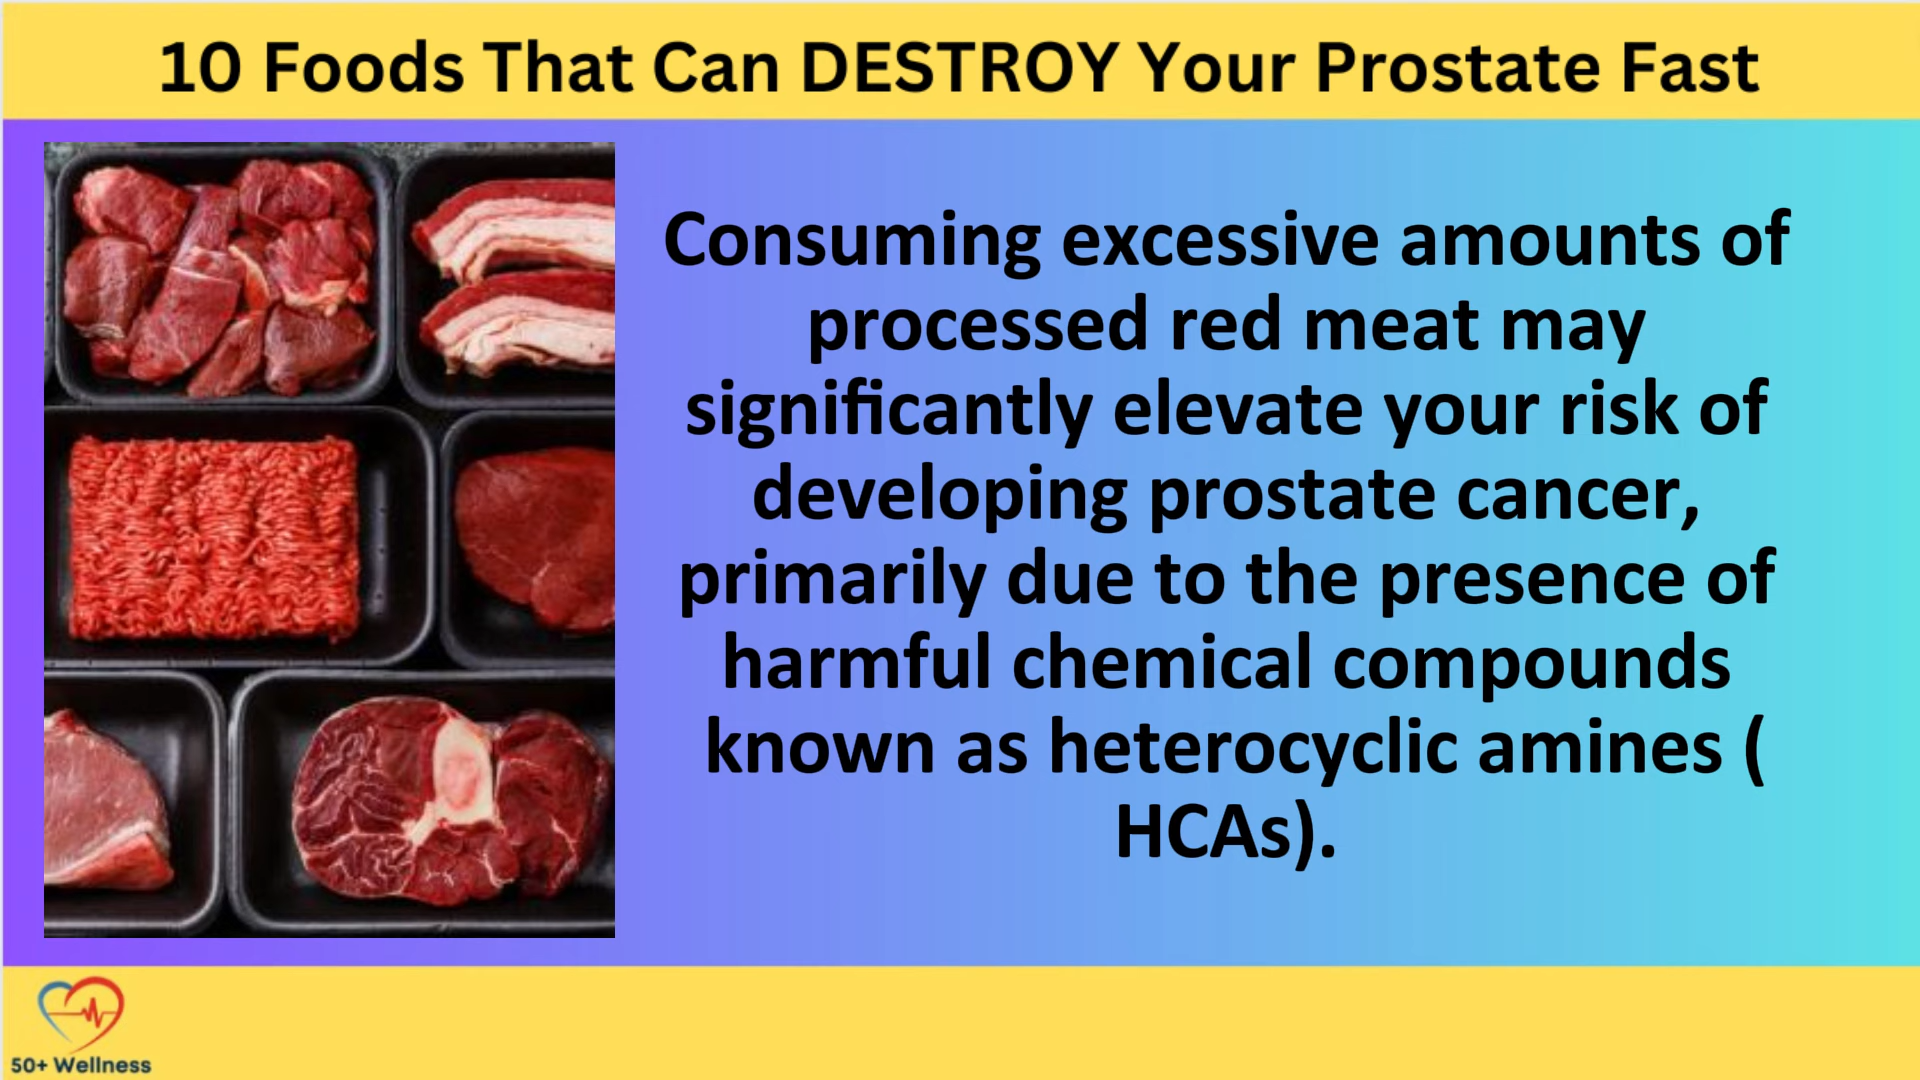 10 Foods That Can DESTROY Your Prostate Fast
Consuming excessive amounts of
processed red meat may
significantly elevate your risk of
developing prostate cancer,
primarily due to the presence of
harmful chemical compounds
known as heterocyclic amines (
HCAs).
50+ Wellness